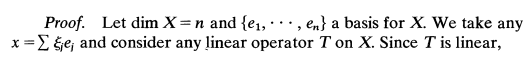 Proof. Let dim X = n and {e₁, · · · , eₙ} a basis for X. We take any
x = ∑ ξⱼeⱼ and consider any linear operator T on X. Since T is linear,